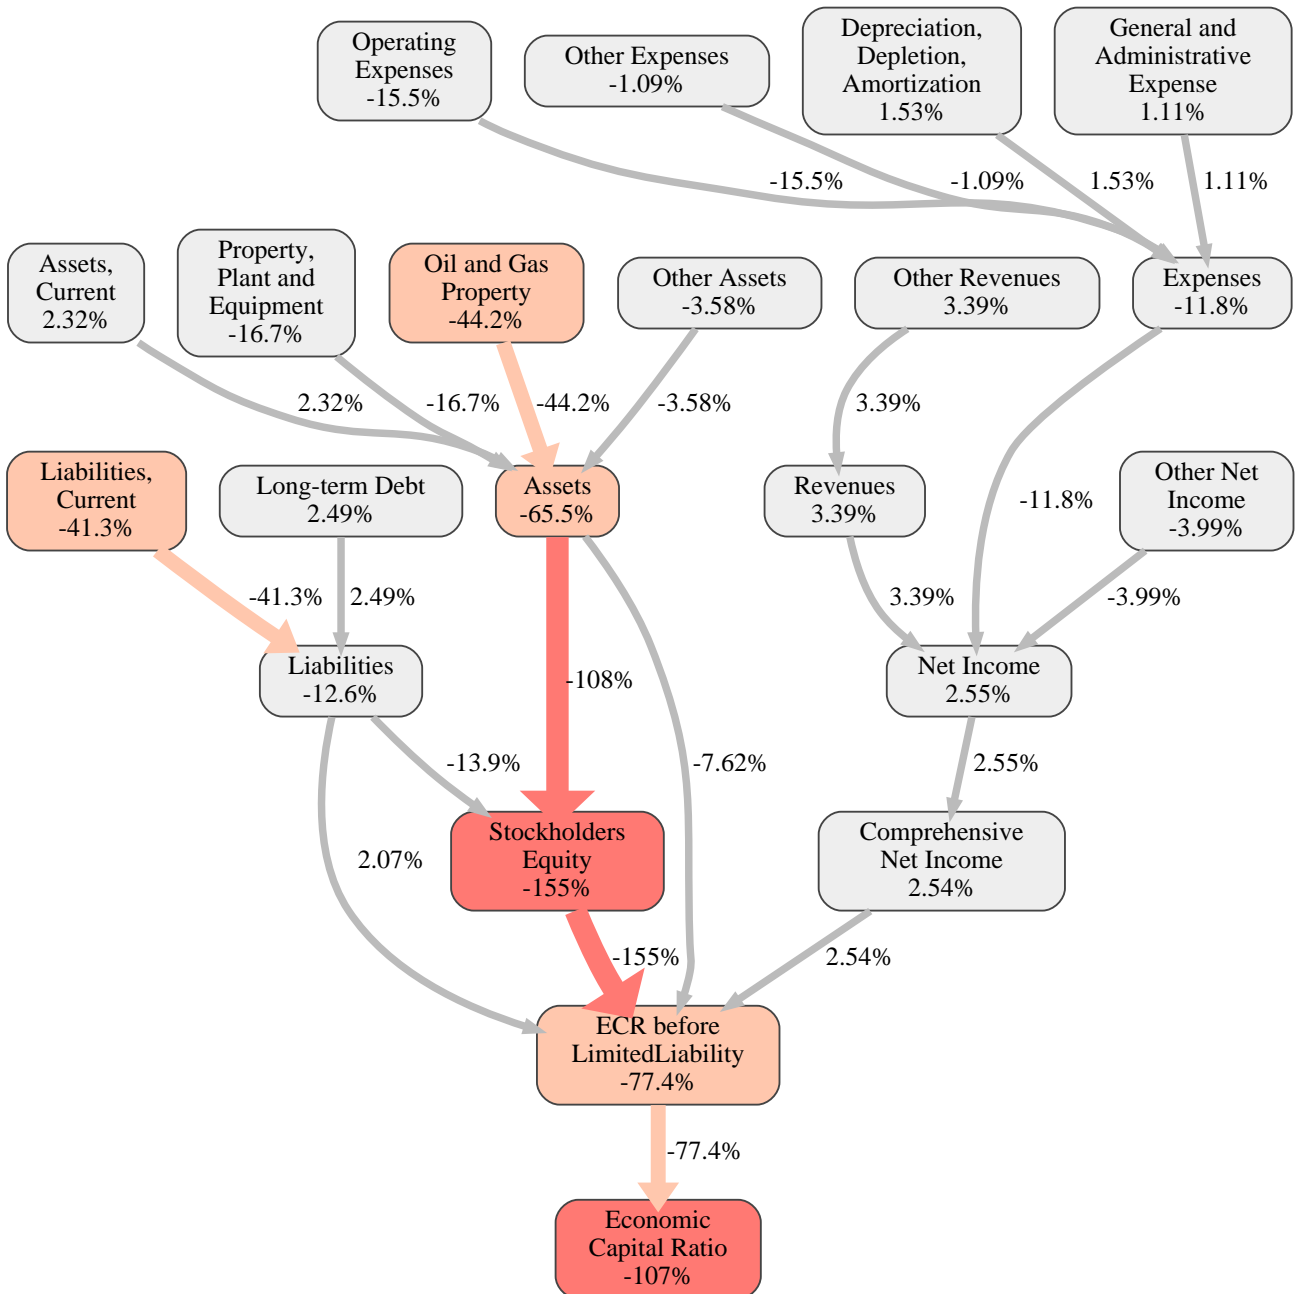 Operating
Expenses
-15.5%
Other Expenses
-1.09%
Depreciation,
Depletion,
Amortization
1.53%
General and
Administrative
Expense
1.11%
-15.5%
-1.09%
1.53%
1.11%
Assets,
Current
2.32%
Property,
Plant and
Equipment
-16.7%
Oil and Gas
Property
-44.2%
Other Assets
-3.58%
Other Revenues
3.39%
Expenses
-11.8%
2.32%
-16.7%
-44.2%
-3.58%
3.39%
Liabilities,
Current
-41.3%
Long-term Debt
2.49%
Assets
-65.5%
Revenues
3.39%
-11.8%
Other Net
Income
-3.99%
-41.3%
2.49%
3.39%
-3.99%
Liabilities
-12.6%
-108%
Net Income
2.55%
-13.9%
-7.62%
2.55%
2.07%
Stockholders
Equity
-155%
Comprehensive
Net Income
2.54%
-155%
2.54%
ECR before
LimitedLiability
-77.4%
-77.4%
Economic
Capital Ratio
-107%